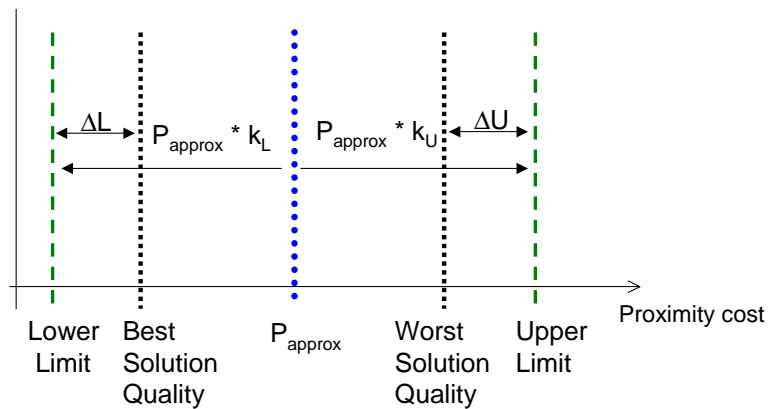 ΔL
P_approx * k_L
P_approx * k_U
ΔU
Proximity cost
Lower
Limit
Best
Solution
Quality
P_approx
Worst
Solution
Quality
Upper
Limit